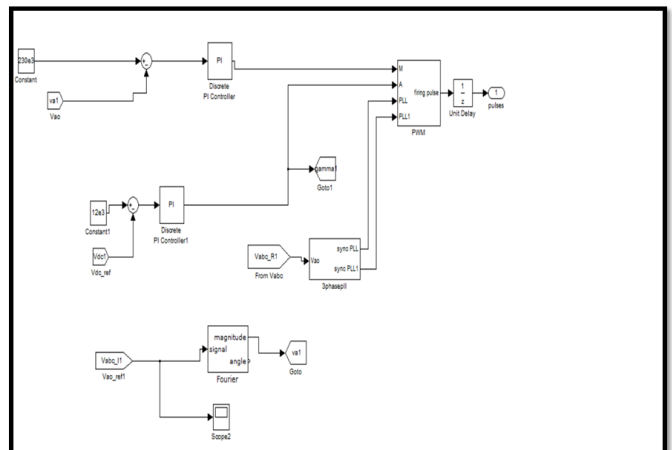 230e3
Constant
+
-
va1
Vao
PI
Discrete
PI Controller
M
A
PLL
PLL1
firing pulse
PWM
1
z
Unit Delay
1
pulses
gamma1
Goto1
12e3
Constant1
+
-
PI
Discrete
PI Controller1
Vdc1
Vdc_ref
Vabc_R1
From Vabc
Vao
sync PLL
sync PLL1
3phasepll
Vabc_I1
Vao_ref1
signal
magnitude
angle
Fourier
va1
Goto
Scope2